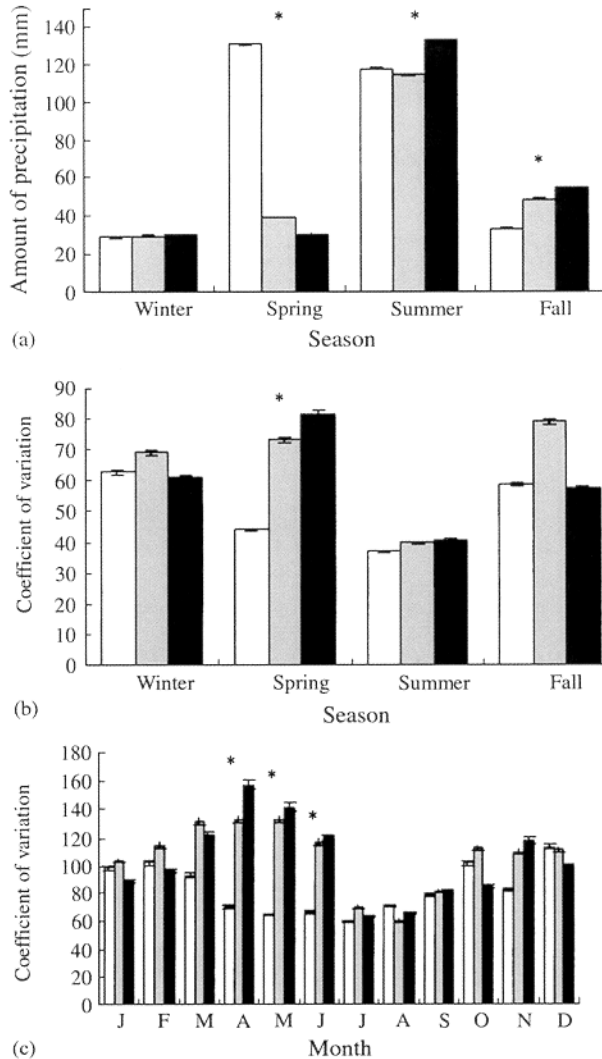 Amount of precipitation (mm)
140
120
100
80
60
40
20
0
*
*
*
Winter Spring Summer Fall
(a)
Season
Coefficient of variation
90
80
70
60
50
40
30
20
10
0
*
Winter Spring Summer Fall
(b)
Season
Coefficient of variation
180
160
140
120
100
80
60
40
20
0
*
*
*
J F M A M J J A S O N D
(c)
Month